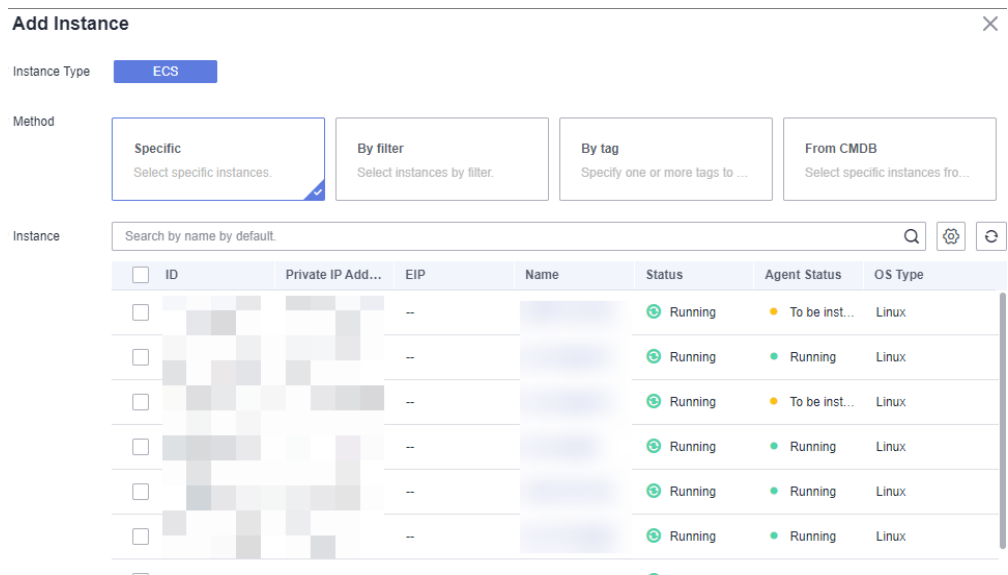 Add Instance
Instance Type ECS
Method
Specific By filter By tag From CMDB
Select specific instances. Select instances by filter. Specify one or more tags to ... Select specific instances fro...
Instance Search by name by default.
ID Private IP Add... EIP Name Status Agent Status OS Type
-- Running To be inst... Linux
-- Running Running Linux
-- Running To be inst... Linux
-- Running Running Linux
-- Running Running Linux
-- Running Running Linux